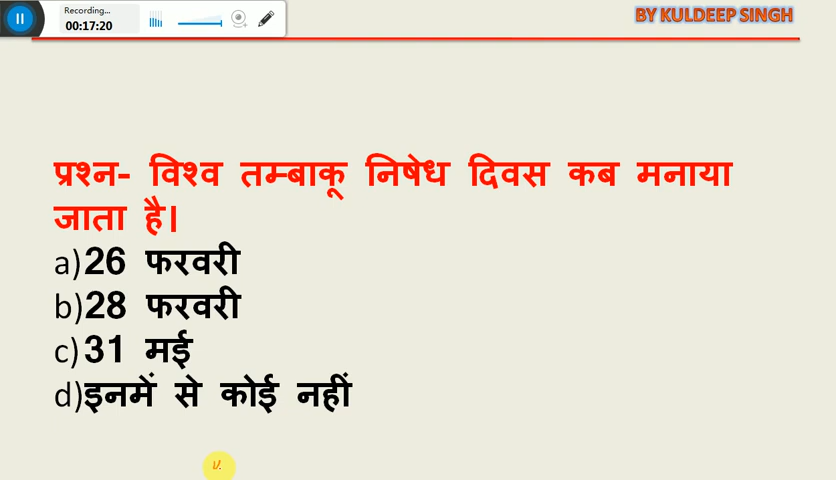 Recording...
00:17:20
BY KULDEEP SINGH
प्रश्न- विश्व तम्बाकू निषेध दिवस कब मनाया
जाता है।
a)26 फरवरी
b)28 फरवरी
c)31 मई
d)इनमें से कोई नहीं